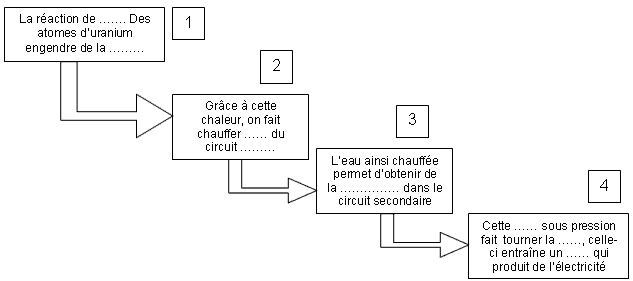 La réaction de ……. Des
atomes d'uranium
engendre de la ………
1
2
Grâce à cette
chaleur, on fait
chauffer …… du
circuit ………
3
L'eau ainsi chauffée
permet d'obtenir de
la …………… dans le
circuit secondaire
4
Cette …… sous pression
fait tourner la ……, celle-
ci entraîne un …… qui
produit de l'électricité